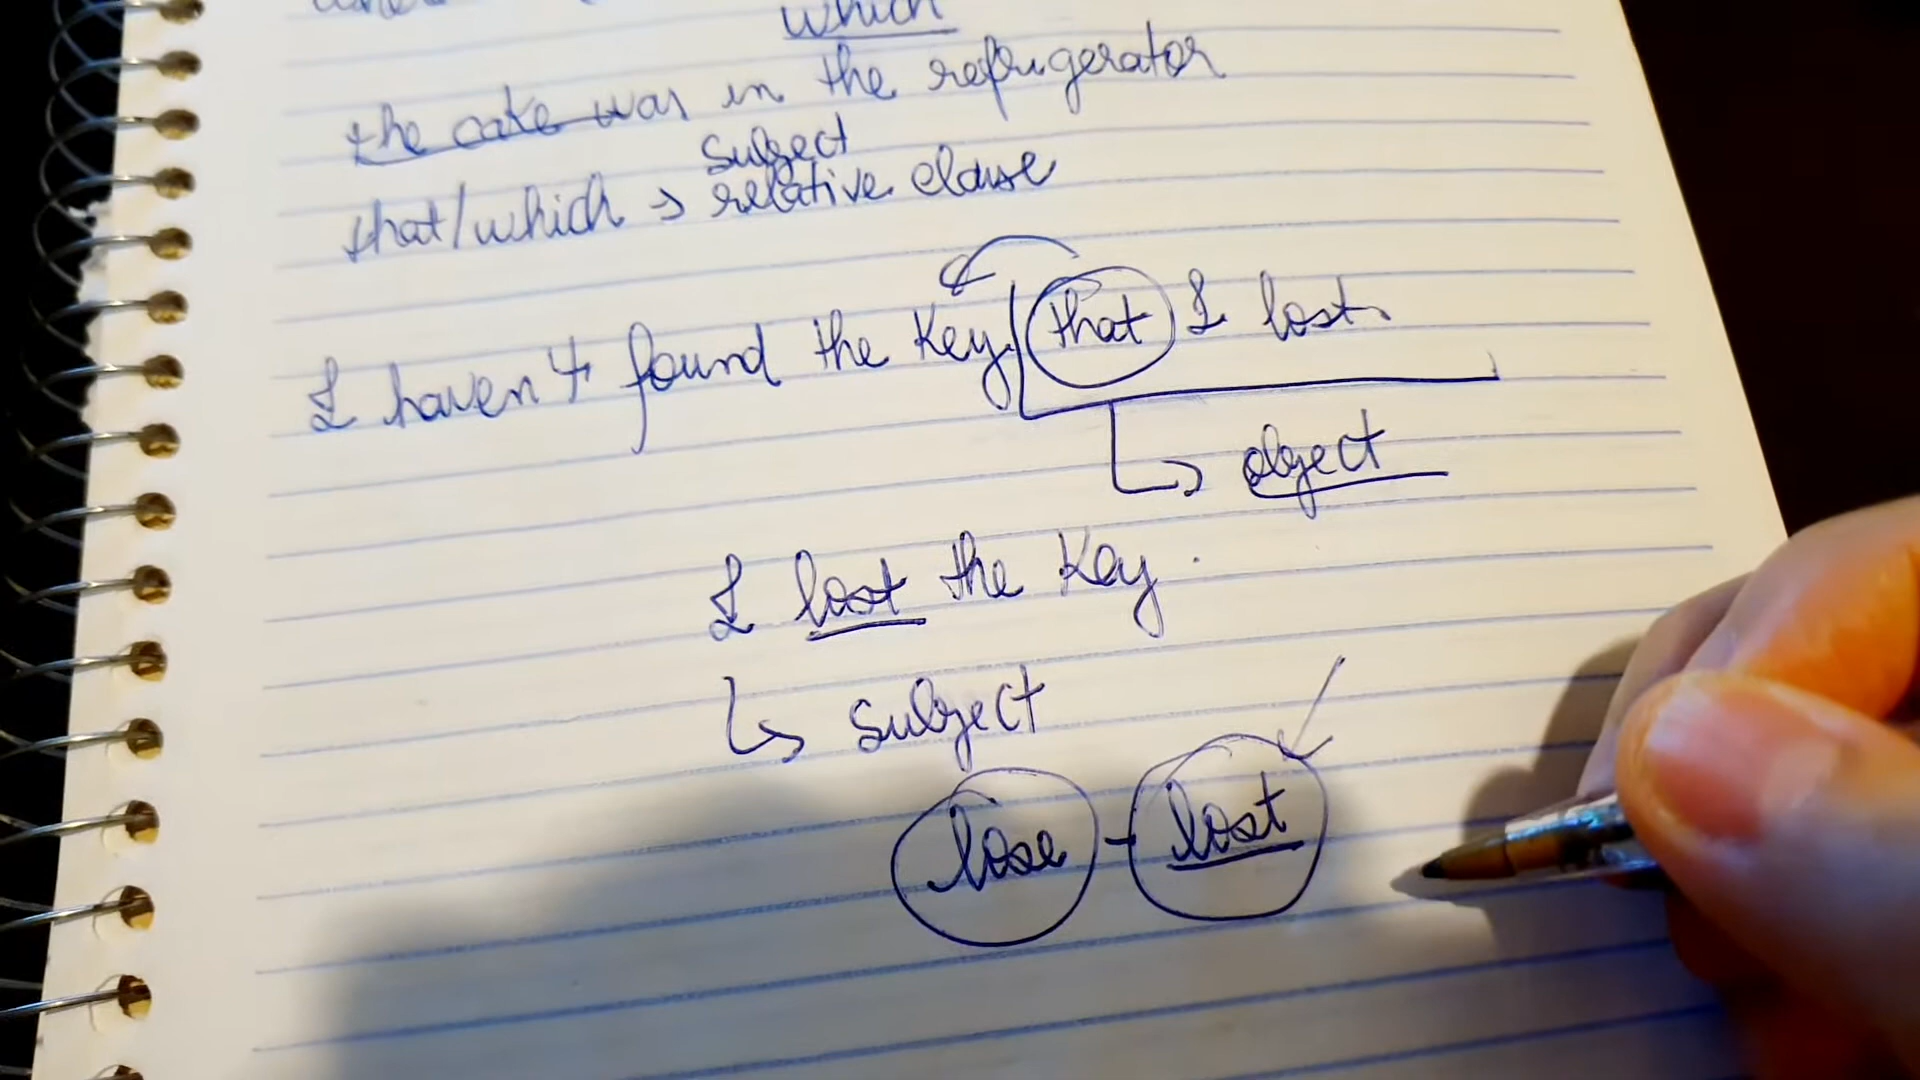 which
the cake was in the refrigerator
subject
that/which → relative clause
I haven't found the key that I lost.
object
I lost the key.
subject
lose - lost